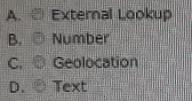 A. External Lookup
B. Number
C. Geolocation
D. Text